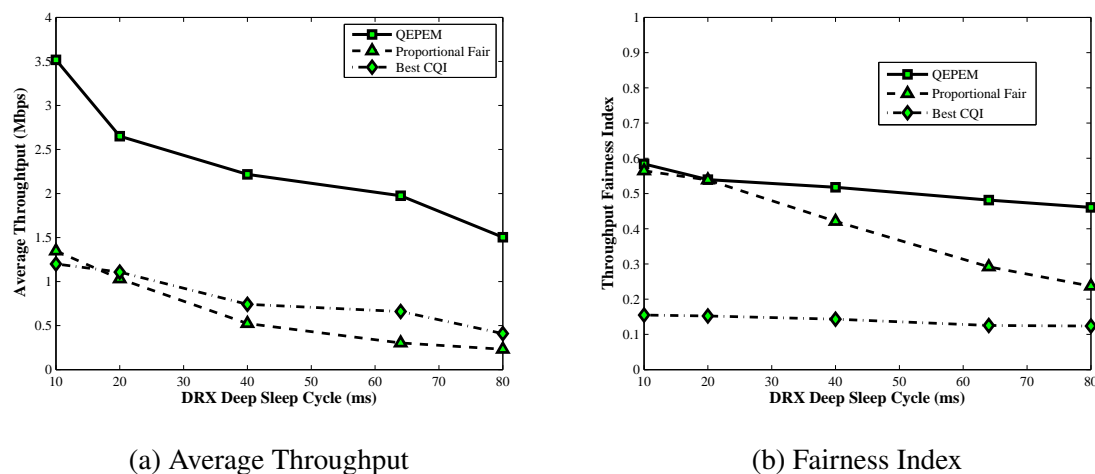 4
3.5
3
2.5
2
1.5
1
0.5
0
10 20 30 40 50 60 70 80
DRX Deep Sleep Cycle (ms)
Average Throughtput (Mbps)
QEPEM
Proportional Fair
Best CQI
(a) Average Throughput
1
0.9
0.8
0.7
0.6
0.5
0.4
0.3
0.2
0.1
0
10 20 30 40 50 60 70 80
DRX Deep Sleep Cycle (ms)
Throughput Fairness Index
QEPEM
Proportional Fair
Best CQI
(b) Fairness Index